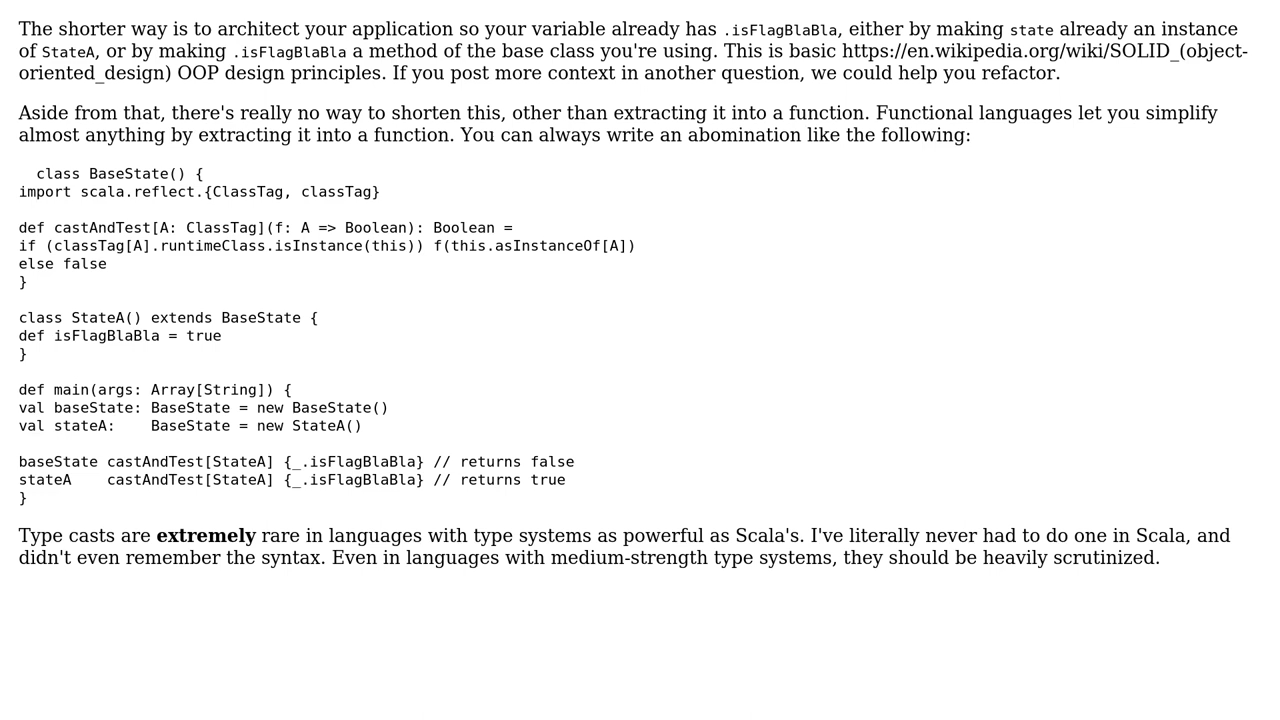 The shorter way is to architect your application so your variable already has .isFlagBlaBla, either by making state already an instance
of StateA, or by making .isFlagBlaBla a method of the base class you're using. This is basic https://en.wikipedia.org/wiki/SOLID_(object-
oriented_design) OOP design principles. If you post more context in another question, we could help you refactor.
Aside from that, there's really no way to shorten this, other than extracting it into a function. Functional languages let you simplify
almost anything by extracting it into a function. You can always write an abomination like the following:
  class BaseState() {
import scala.reflect.{ClassTag, classTag}
def castAndTest[A: ClassTag](f: A => Boolean): Boolean =
if (classTag[A].runtimeClass.isInstance(this)) f(this.asInstanceOf[A])
else false
}
class StateA() extends BaseState {
def isFlagBlaBla = true
}
def main(args: Array[String]) {
val baseState: BaseState = new BaseState()
val stateA:    BaseState = new StateA()
baseState castAndTest[StateA] {_.isFlagBlaBla} // returns false
stateA    castAndTest[StateA] {_.isFlagBlaBla} // returns true
}
Type casts are extremely rare in languages with type systems as powerful as Scala's. I've literally never had to do one in Scala, and
didn't even remember the syntax. Even in languages with medium-strength type systems, they should be heavily scrutinized.